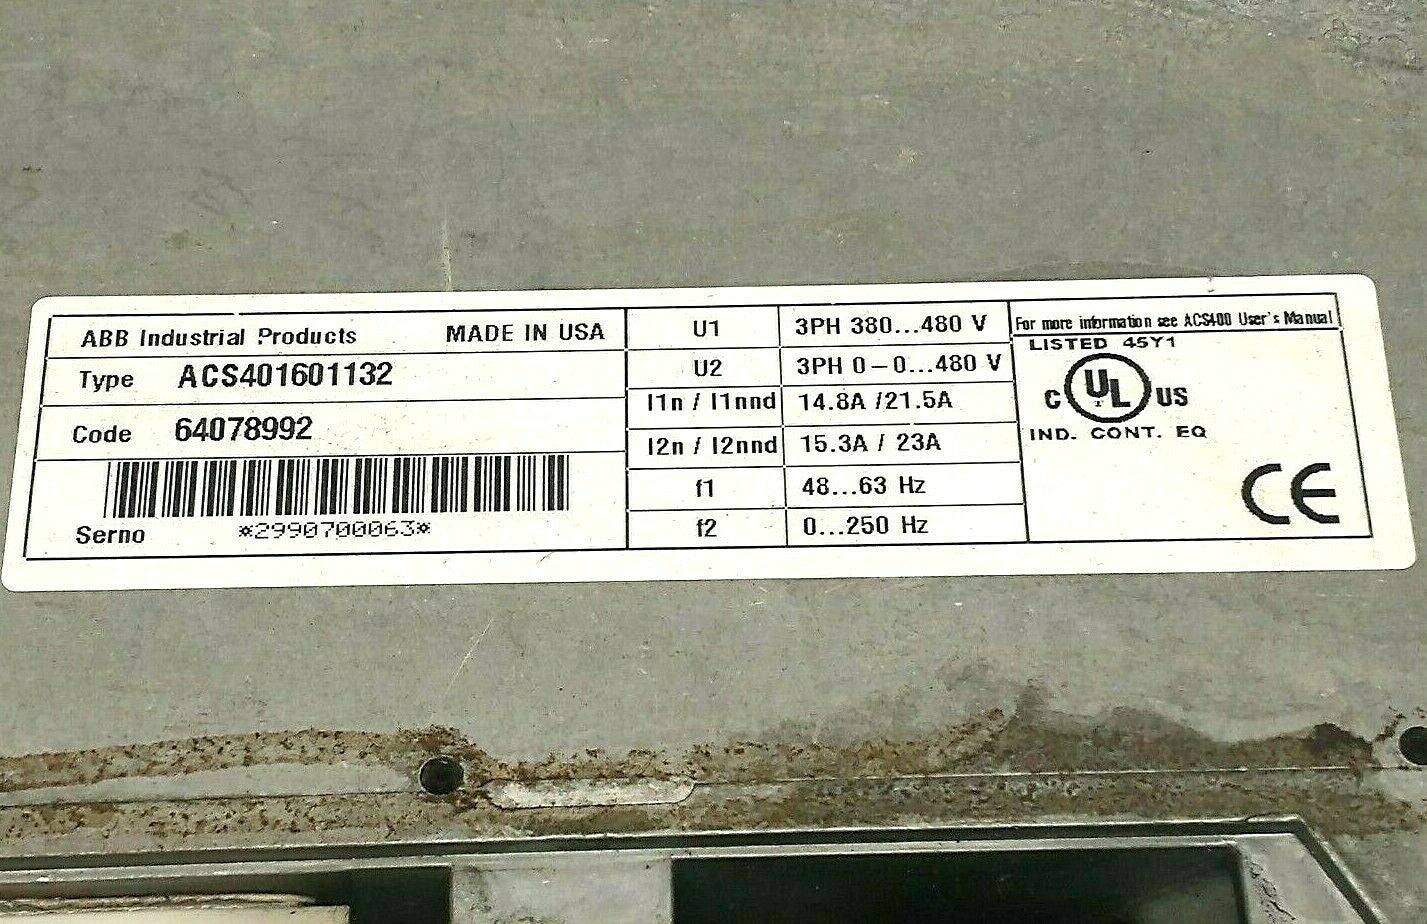 ABB Industrial Products MADE IN USA
Type ACS401601132
Code 64078992
Serno *2990700063*
U1 3PH 380...480 V
U2 3PH 0-0...480 V
I1n / I1nnd 14.8A /21.5A
I2n / I2nnd 15.3A / 23A
f1 48...63 Hz
f2 0...250 Hz
For more information see ACS400 User's Manual
LISTED 45Y1
C UL US
IND. CONT. EQ
CE